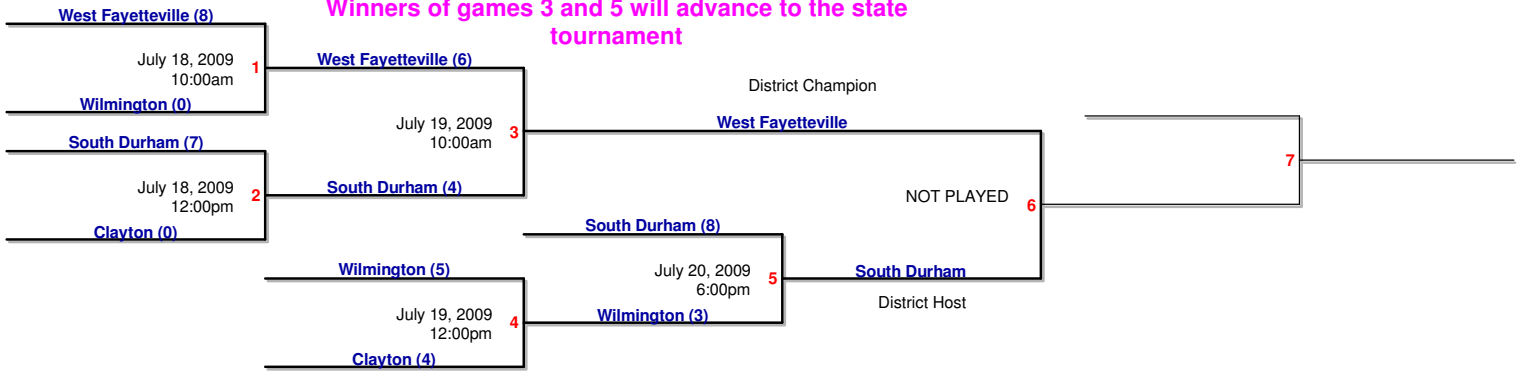 Winners of games 3 and 5 will advance to the state
tournament
West Fayetteville (8)
July 18, 2009
10:00am
1
Wilmington (0)
West Fayetteville (6)
July 19, 2009
10:00am
3
South Durham (7)
July 18, 2009
12:00pm
2
Clayton (0)
South Durham (4)
District Champion
West Fayetteville
NOT PLAYED
6
7
South Durham (8)
July 20, 2009
6:00pm
5
South Durham
District Host
Wilmington (5)
July 19, 2009
12:00pm
4
Wilmington (3)
Clayton (4)